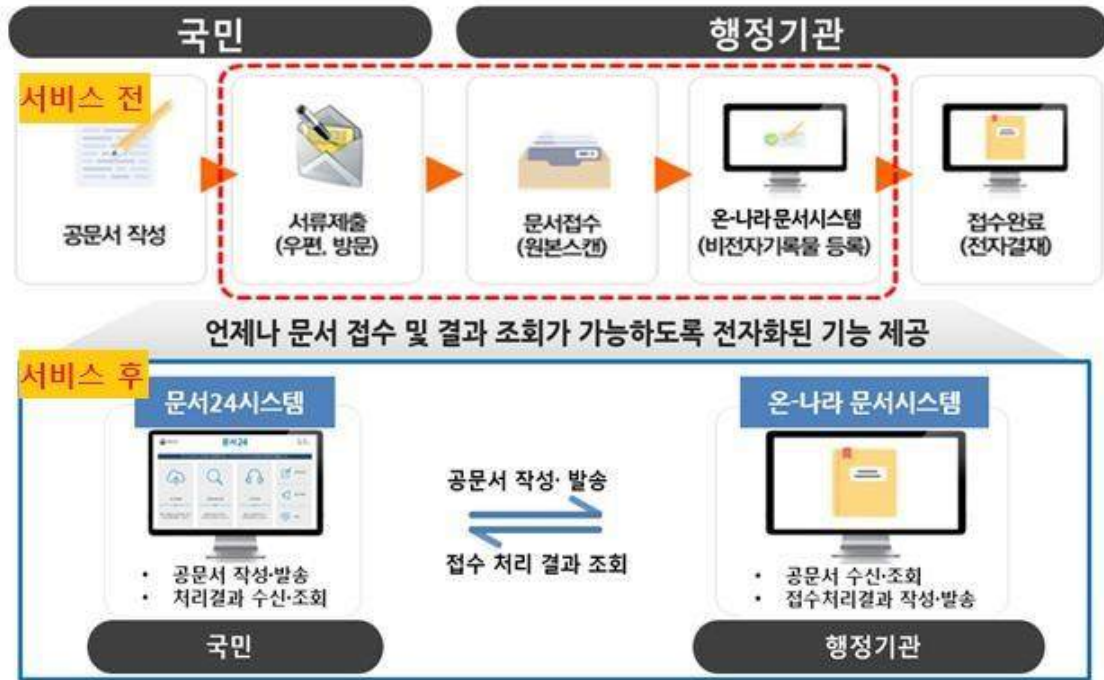 국민
행정기관
서비스 전
공문서 작성
서류제출
(우편, 방문)
문서접수
(원본스캔)
온-나라 문서시스템
(비전자기록물 등록)
접수완료
(전자결재)
언제나 문서 접수 및 결과 조회가 가능하도록 전자화된 기능 제공
서비스 후
문서24시스템
문서24
• 공문서 작성·발송
• 처리결과 수신·조회
국민
공문서 작성· 발송
접수 처리 결과 조회
온-나라 문서시스템
• 공문서 수신·조회
• 접수처리결과 작성·발송
행정기관